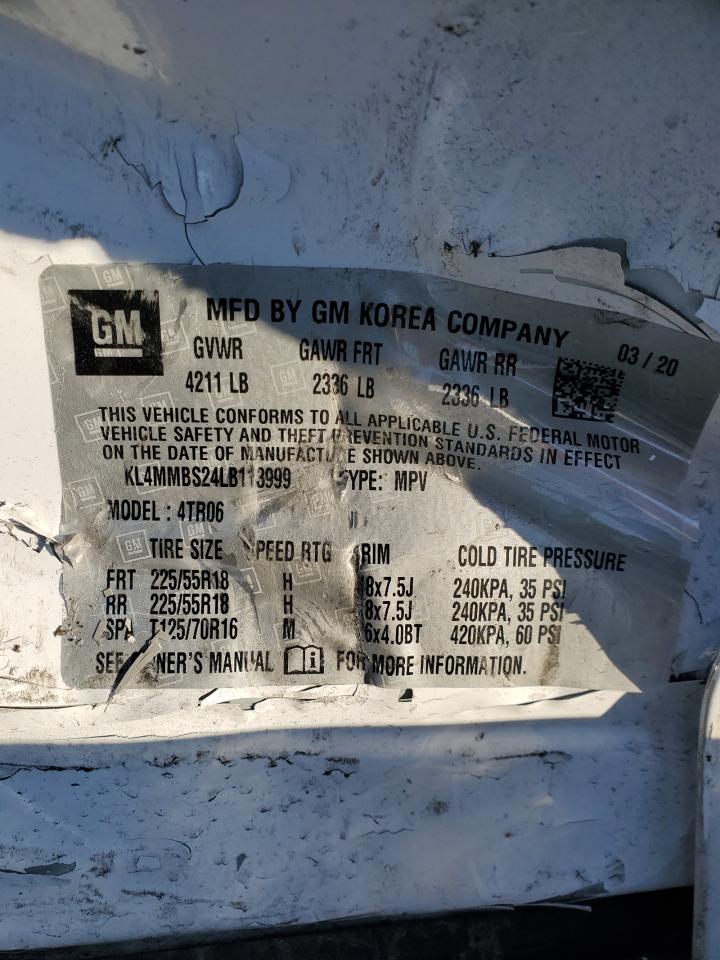 GM
MFD BY GM KOREA COMPANY
GVWR GAWR FRT GAWR RR 03 / 20
4211 LB 2336 LB 2336 LB
THIS VEHICLE CONFORMS TO ALL APPLICABLE U.S. FEDERAL MOTOR
VEHICLE SAFETY AND THEFT PREVENTION STANDARDS IN EFFECT
ON THE DATE OF MANUFACTURE SHOWN ABOVE.
KL4MMBS24LB113999 TYPE: MPV
MODEL : 4TR06
TIRE SIZE SPEED RTG RIM COLD TIRE PRESSURE
FRT 225/55R18 H 8x7.5J 240KPA, 35 PSI
RR 225/55R18 H 8x7.5J 240KPA, 35 PSI
SPA T125/70R16 M 6x4.0BT 420KPA, 60 PSI
SEE OWNER'S MANUAL FOR MORE INFORMATION.